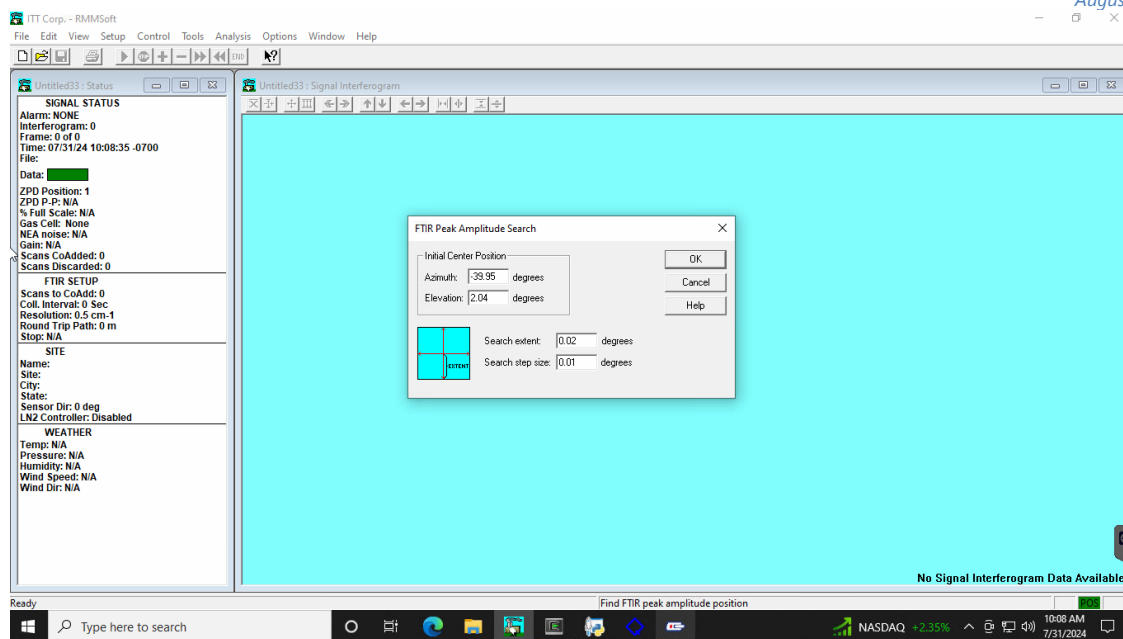 Augus
ITT Corp. - RMMSoft
File Edit View Setup Control Tools Analysis Options Window Help
END
Untitled33 : Status
SIGNAL STATUS
Alarm: NONE
Interferogram: 0
Frame: 0 of 0
Time: 07/31/24 10:08:35 -0700
File:
Data:
ZPD Position: 1
ZPD P-P: N/A
% Full Scale: N/A
Gas Cell: None
NEA noise: N/A
Gain: N/A
Scans CoAdded: 0
Scans Discarded: 0
FTIR SETUP
Scans to CoAdd: 0
Coll. Interval: 0 Sec
Resolution: 0.5 cm-1
Round Trip Path: 0 m
Stop: N/A
SITE
Name:
Site:
City:
State:
Sensor Dir: 0 deg
LN2 Controller: Disabled
WEATHER
Temp: N/A
Pressure: N/A
Humidity: N/A
Wind Speed: N/A
Wind Dir: N/A
Untitled33 : Signal Interferogram
FTIR Peak Amplitude Search
Initial Center Position
Azimuth: -39.95 degrees
Elevation: 2.04 degrees
OK
Cancel
Help
EXTENT
Search extent: 0.02 degrees
Search step size: 0.01 degrees
No Signal Interferogram Data Available
Ready
Find FTIR peak amplitude position
POS
Type here to search
NASDAQ +2.35%
10:08 AM
7/31/2024